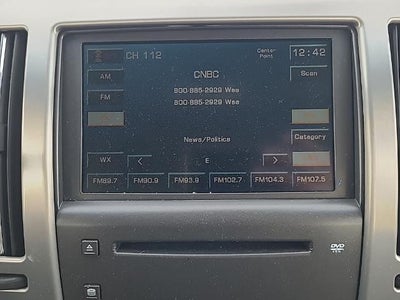 CH 112
Center Point
12:42
AM
CNBC
Scan
FM
800-885-2929 Wee
800-885-2929 Wee
News/Politics
Category
WX < E >
FM89.7 FM90.9 FM93.9 FM102.7 FM104.3 FM107.5
DVD